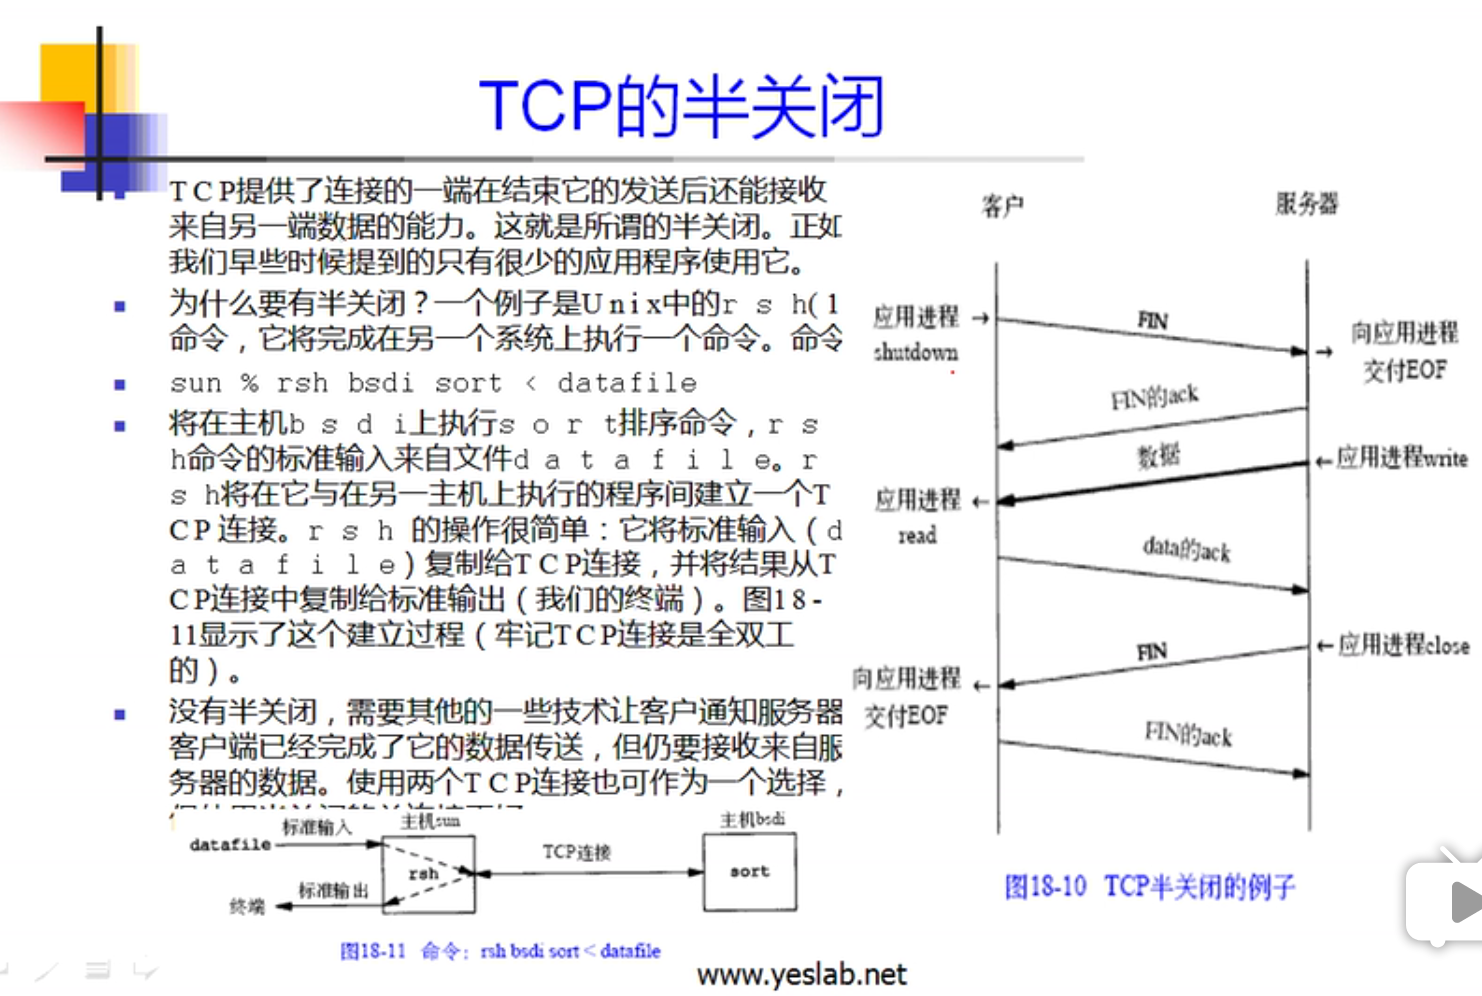 TCP的半关闭
TCP提供了连接的一端在结束它的发送后还能接收
来自另一端数据的能力。这就是所谓的半关闭。正如
我们早些时候提到的只有很少的应用程序使用它。
为什么要有半关闭？一个例子是Unix中的rsh(1
命令，它将完成在另一个系统上执行一个命令。命令
sun % rsh bsdi sort < datafile
将在主机bsdi上执行sort排序命令，rs
h命令的标准输入来自文件datafile。r
sh将在它与在另一主机上执行的程序间建立一个T
CP连接。rsh的操作很简单：它将标准输入（d
atafile）复制给TCP连接，并将结果从T
CP连接中复制给标准输出（我们的终端）。图18-
11显示了这个建立过程（牢记TCP连接是全双工
的）。
没有半关闭，需要其他的一些技术让客户通知服务器
客户端已经完成了它的数据传送，但仍要接收来自服
务器的数据。使用两个TCP连接也可作为一个选择，
标准输入
主机sun
主机bsdi
datafile
TCP连接
rsh
sort
标准输出
终端
图18-11 命令：rsh bsdi sort < datafile
客户
服务器
应用进程
shutdown
FIN
向应用进程
交付EOF
FIN的ack
数据
应用进程write
应用进程
read
data的ack
应用进程close
FIN
向应用进程
交付EOF
FIN的ack
图18-10 TCP半关闭的例子
www.yeslab.net